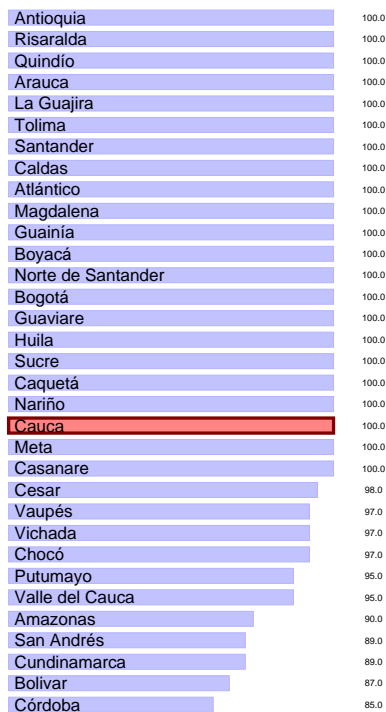 Antioquia 100.0
Risaralda 100.0
Quindío 100.0
Arauca 100.0
La Guajira 100.0
Tolima 100.0
Santander 100.0
Caldas 100.0
Atlántico 100.0
Magdalena 100.0
Guainía 100.0
Boyacá 100.0
Norte de Santander 100.0
Bogotá 100.0
Guaviare 100.0
Huila 100.0
Sucre 100.0
Caquetá 100.0
Nariño 100.0
Cauca 100.0
Meta 100.0
Casanare 100.0
Cesar 98.0
Vaupés 97.0
Vichada 97.0
Chocó 97.0
Putumayo 95.0
Valle del Cauca 95.0
Amazonas 90.0
San Andrés 89.0
Cundinamarca 89.0
Bolivar 87.0
Córdoba 85.0